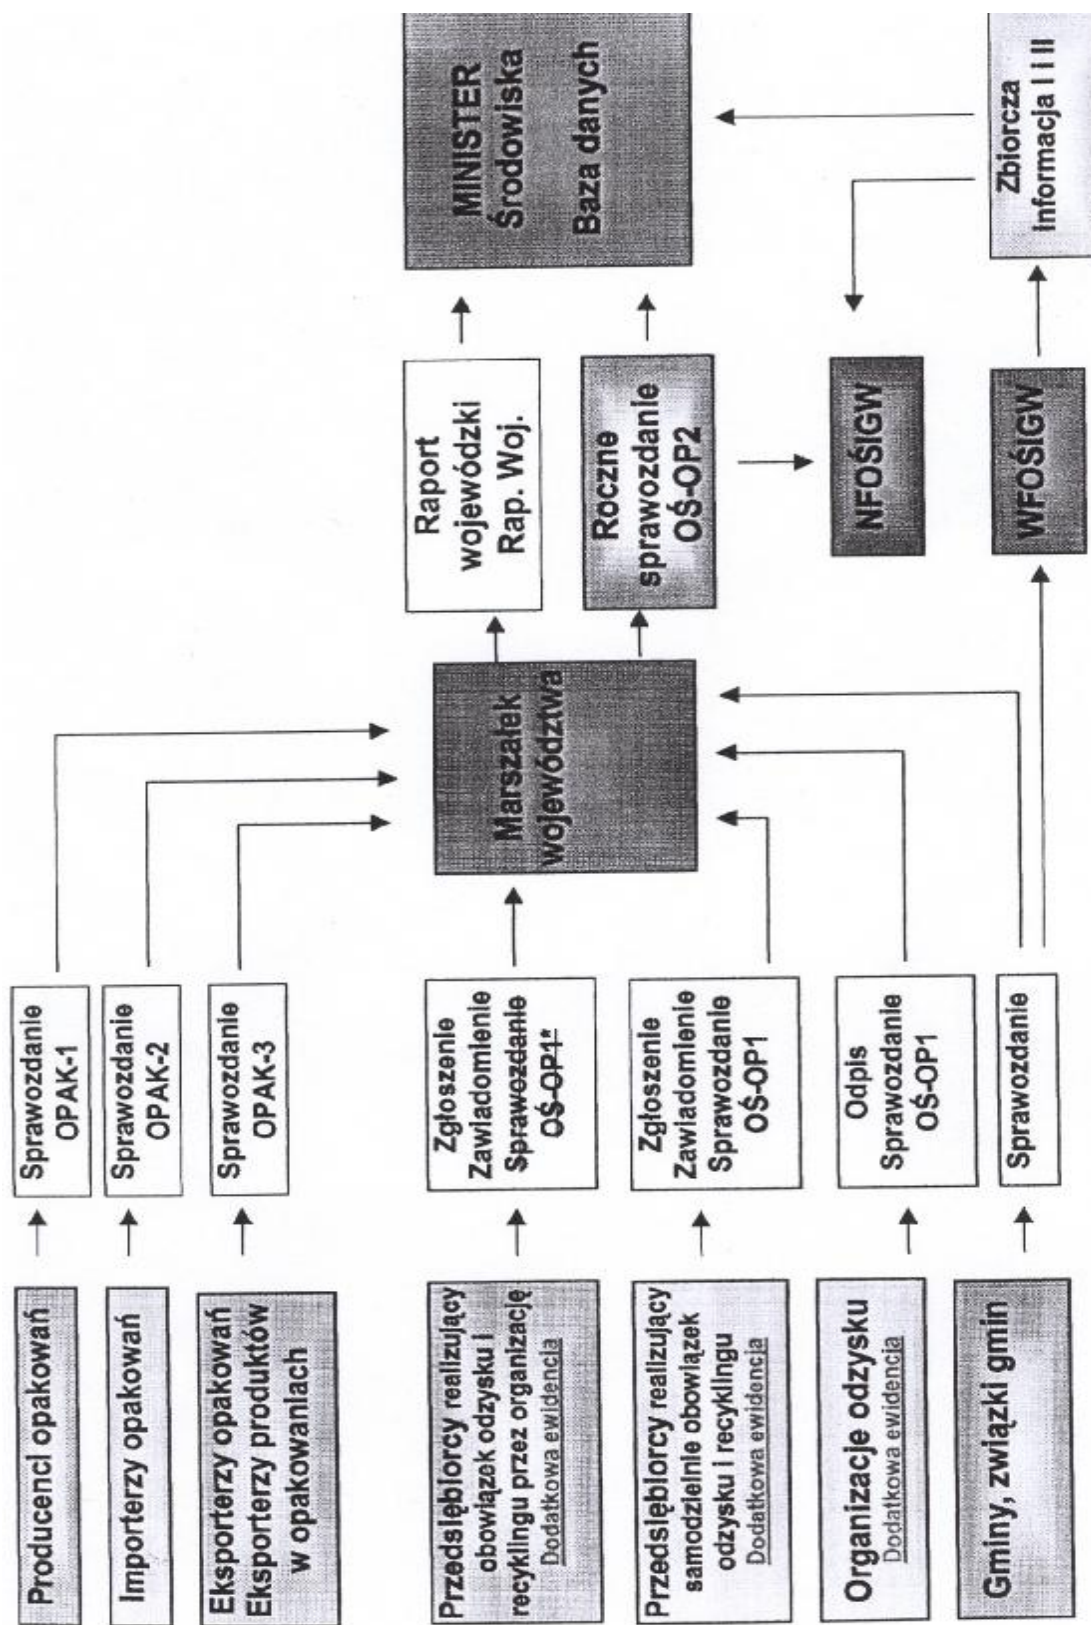 Producenci opakowań
Importerzy opakowań
Eksporterzy opakowań
Eksporterzy produktów
w opakowaniach
Przedsiębiorcy realizujący
obowiązek odzysku i
recyklingu przez organizację
Dodatkowa ewidencja
Przedsiębiorcy realizujący
samodzielnie obowiązek
odzysku i recyklingu
Dodatkowa ewidencja
Organizacje odzysku
Dodatkowa ewidencja
Gminy, związki gmin
Sprawozdanie
OPAK-1
Sprawozdanie
OPAK-2
Sprawozdanie
OPAK-3
Zgłoszenie
Zawiadomienie
Sprawozdanie
OŚ-OP1*
Zgłoszenie
Zawiadomienie
Sprawozdanie
OŚ-OP1
Odpis
Sprawozdanie
OŚ-OP1
Sprawozdanie
Marszałek
województwa
Raport
wojewódzki
Rap. Woj.
Roczne
sprawozdanie
OŚ-OP2
NFOŚIGW
WFOŚIGW
MINISTER
Środowiska
Baza danych
Zbiorcza
Informacja I i II